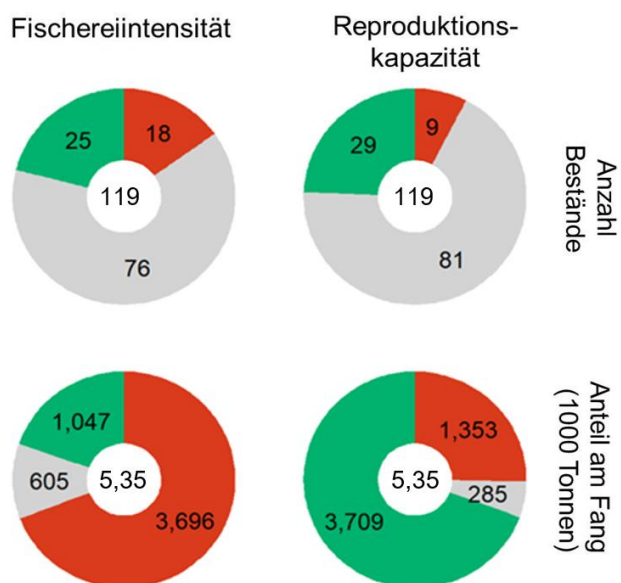 Fischereiintensität
Reproduktions-
kapazität
25
18
119
76
29
9
119
81
Anzahl
Bestände
1,047
605
5,35
3,696
1,353
285
5,35
3,709
Anteil am Fang
(1000 Tonnen)